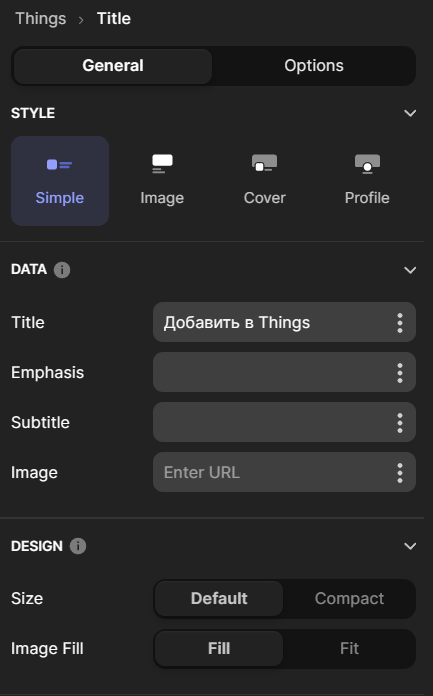 Things › Title
General Options
STYLE
Simple Image Cover Profile
DATA i
Title Добавить в Things
Emphasis
Subtitle
Image Enter URL
DESIGN i
Size Default Compact
Image Fill Fill Fit